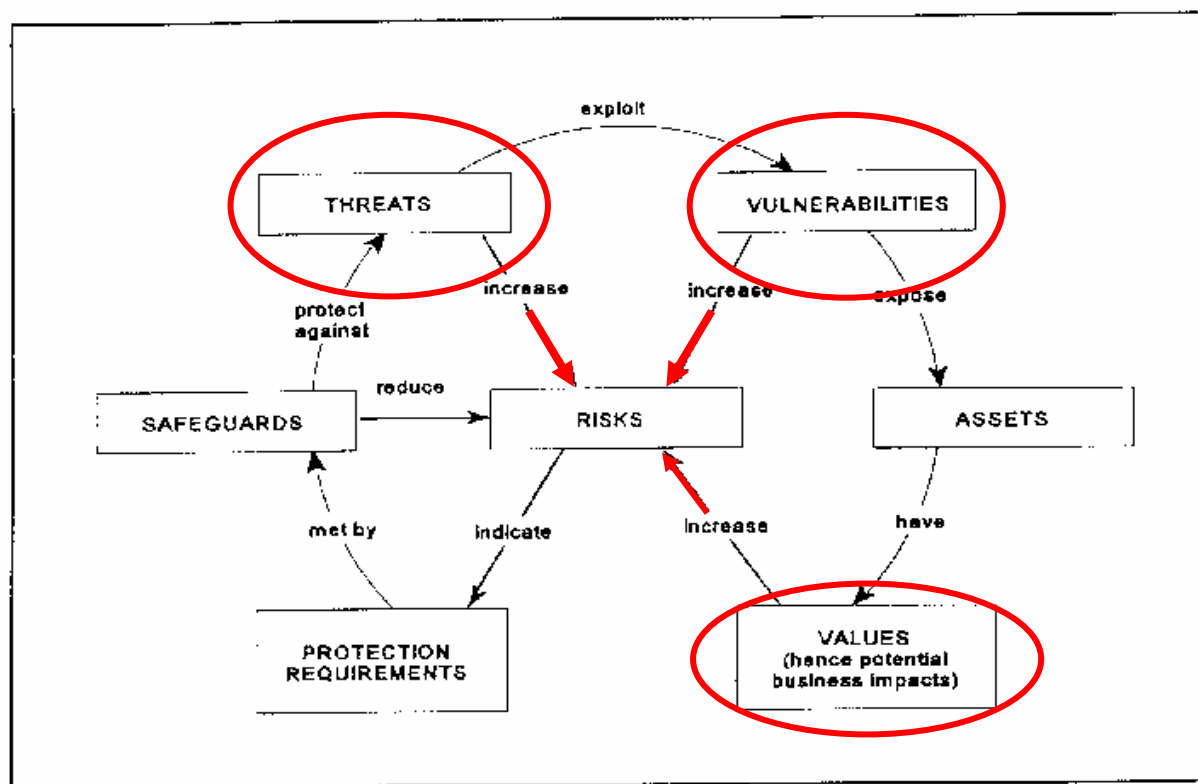 exploit
THREATS
VULNERABILITIES
increase
increase
expose
protect
against
reduce
SAFEGUARDS
RISKS
ASSETS
met by
indicate
increase
have
PROTECTION
REQUIREMENTS
VALUES
(hence potential
business impacts)